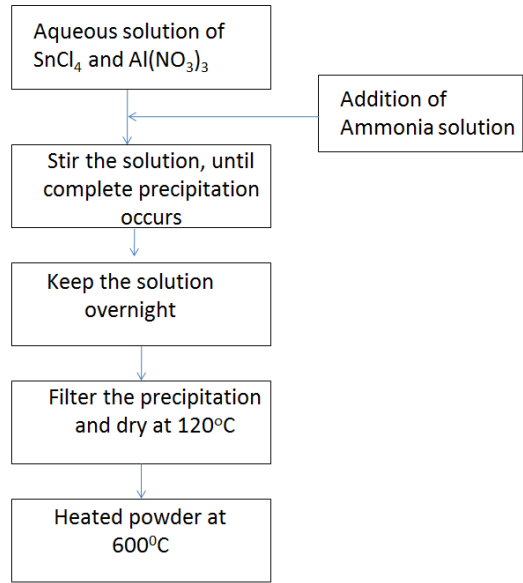 Aqueous solution of
SnCl₄ and Al(NO₃)₃
Addition of
Ammonia solution
Stir the solution, until
complete precipitation
occurs
Keep the solution
overnight
Filter the precipitation
and dry at 120°C
Heated powder at
600⁰C